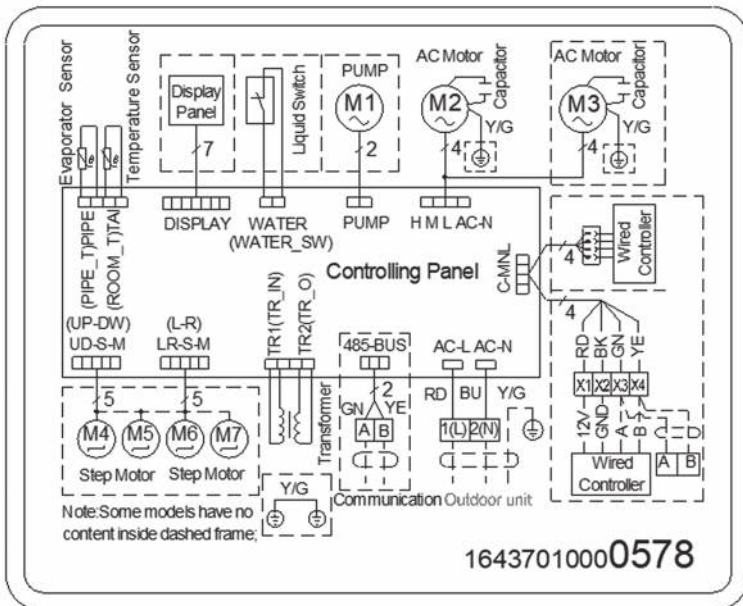 Evaporator Sensor
Temperature Sensor
Display
Panel
7
Liquid Switch
PUMP
M1
2
AC Motor
M2
Capacitor
Y/G
4
AC Motor
M3
Capacitor
Y/G
4
(PIPE_T)PIPE
(ROOM_T)TAI
DISPLAY
WATER
(WATER_SW)
PUMP
H M L AC-N
Controlling Panel
C-MNL
4
Wired
Controller
4
RD
BK
GN
YE
X1
X2
X3
X4
12V
GND
A
B
Wired
Controller
A
B
(UP-DW)
UD-S-M
(L-R)
LR-S-M
TR1(TR_IN)
TR2(TR_O)
485-BUS
AC-L AC-N
5
5
M4
M5
M6
M7
Step Motor
Step Motor
Transformer
2
GN
YE
A
B
RD
BU
Y/G
1(L)
2(N)
Y/G
Communication
Outdoor unit
Note:Some models have no
content inside dashed frame;
16437010000578